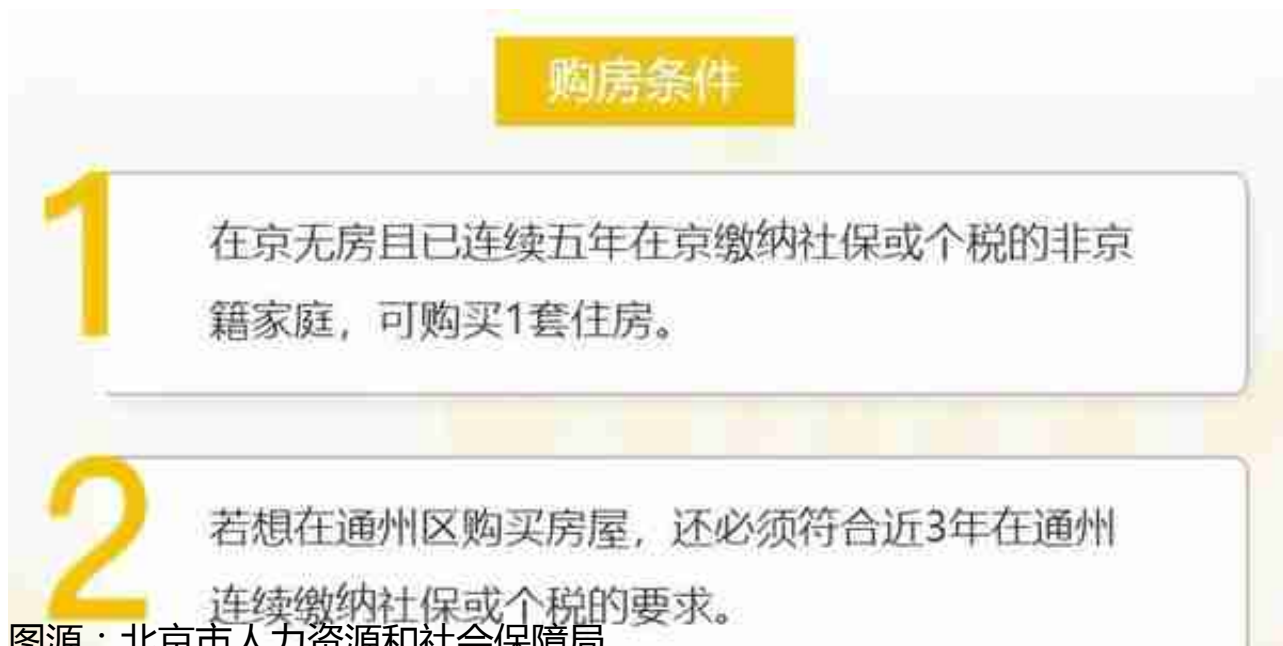 购房条件
1
在京无房且已连续五年在京缴纳社保或个税的非京
籍家庭，可购买1套住房。
2
若想在通州区购买房屋，还必须符合近3年在通州
连续缴纳社保或个税的要求。
图源：北京市人力资源和社会保障局